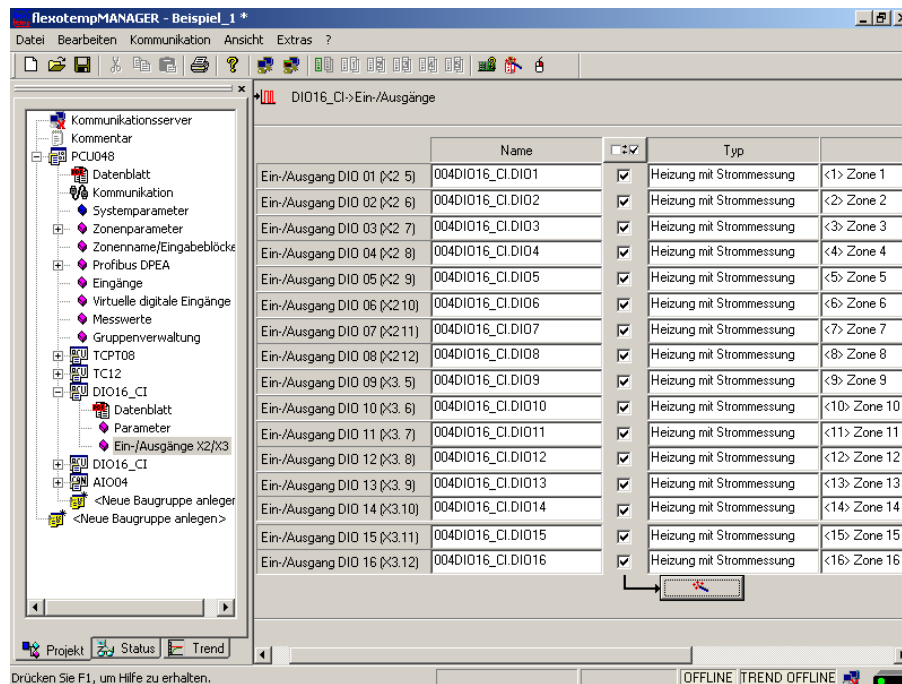 flexotempMANAGER - Beispiel_1 *
Datei Bearbeiten Kommunikation Ansicht Extras ?
DIO16_CI->Ein-/Ausgänge
Kommunikationsserver
Kommentar
PCU048
Datenblatt
Kommunikation
Systemparameter
Zonenparameter
Zonenname/Eingabeblöcke
Profibus DPEA
Eingänge
Virtuelle digitale Eingänge
Messwerte
Gruppenverwaltung
TCPT08
TC12
DIO16_CI
Datenblatt
Parameter
Ein-/Ausgänge X2/X3
DIO16_CI
AIO04
<Neue Baugruppe anleger
<Neue Baugruppe anlegen>
Name Typ
Ein-/Ausgang DIO 01 (X2 5) 004DIO16_CI.DIO1 Heizung mit Strommessung <1> Zone 1
Ein-/Ausgang DIO 02 (X2 6) 004DIO16_CI.DIO2 Heizung mit Strommessung <2> Zone 2
Ein-/Ausgang DIO 03 (X2 7) 004DIO16_CI.DIO3 Heizung mit Strommessung <3> Zone 3
Ein-/Ausgang DIO 04 (X2 8) 004DIO16_CI.DIO4 Heizung mit Strommessung <4> Zone 4
Ein-/Ausgang DIO 05 (X2 9) 004DIO16_CI.DIO5 Heizung mit Strommessung <5> Zone 5
Ein-/Ausgang DIO 06 (X2 10) 004DIO16_CI.DIO6 Heizung mit Strommessung <6> Zone 6
Ein-/Ausgang DIO 07 (X2 11) 004DIO16_CI.DIO7 Heizung mit Strommessung <7> Zone 7
Ein-/Ausgang DIO 08 (X2 12) 004DIO16_CI.DIO8 Heizung mit Strommessung <8> Zone 8
Ein-/Ausgang DIO 09 (X3. 5) 004DIO16_CI.DIO9 Heizung mit Strommessung <9> Zone 9
Ein-/Ausgang DIO 10 (X3. 6) 004DIO16_CI.DIO10 Heizung mit Strommessung <10> Zone 10
Ein-/Ausgang DIO 11 (X3. 7) 004DIO16_CI.DIO11 Heizung mit Strommessung <11> Zone 11
Ein-/Ausgang DIO 12 (X3. 8) 004DIO16_CI.DIO12 Heizung mit Strommessung <12> Zone 12
Ein-/Ausgang DIO 13 (X3. 9) 004DIO16_CI.DIO13 Heizung mit Strommessung <13> Zone 13
Ein-/Ausgang DIO 14 (X3.10) 004DIO16_CI.DIO14 Heizung mit Strommessung <14> Zone 14
Ein-/Ausgang DIO 15 (X3.11) 004DIO16_CI.DIO15 Heizung mit Strommessung <15> Zone 15
Ein-/Ausgang DIO 16 (X3.12) 004DIO16_CI.DIO16 Heizung mit Strommessung <16> Zone 16
Projekt Status Trend
Drücken Sie F1, um Hilfe zu erhalten. OFFLINE TREND OFFLINE